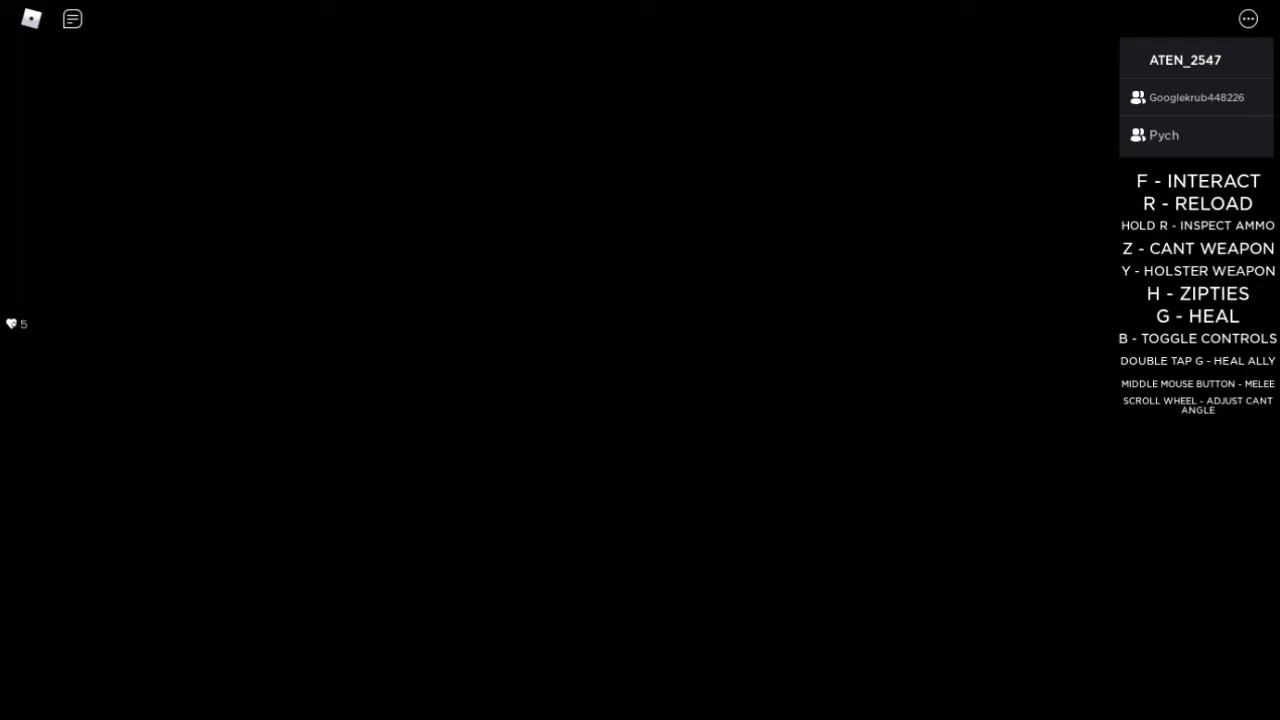 ATEN_2547
Googlekrub448226
Pych
F - INTERACT
R - RELOAD
HOLD R - INSPECT AMMO
Z - CANT WEAPON
Y - HOLSTER WEAPON
H - ZIPTIES
5
G - HEAL
B - TOGGLE CONTROLS
DOUBLE TAP G - HEAL ALLY
MIDDLE MOUSE BUTTON - MELEE
SCROLL WHEEL - ADJUST CANT
ANGLE